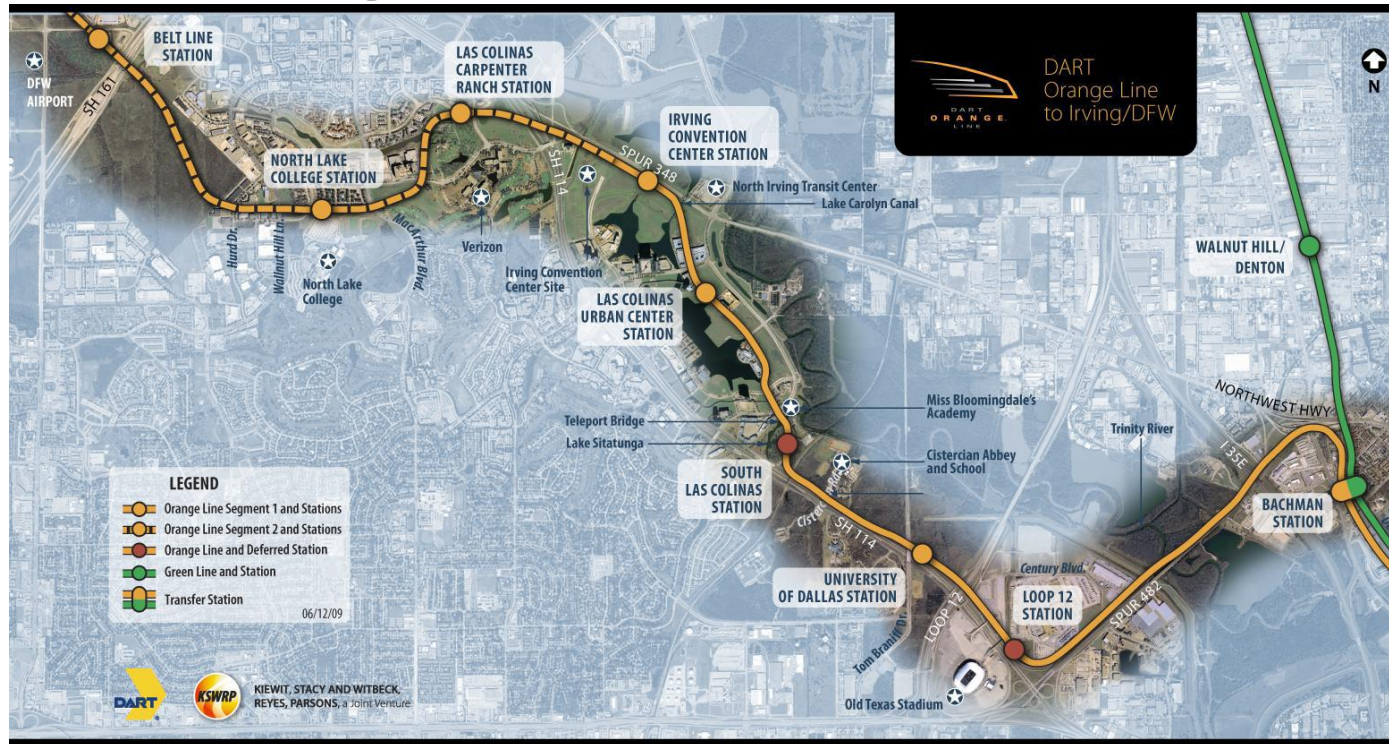 BELT LINE
STATION
DFW
AIRPORT
SH 161
LAS COLINAS
CARPENTER
RANCH STATION
NORTH LAKE
COLLEGE STATION
Hurd Dr.
Walnut Hill Ln.
MacArthur Blvd.
North Lake
College
Verizon
SH 114
SPUR 348
Irving Convention
Center Site
IRVING
CONVENTION
CENTER STATION
North Irving Transit Center
Lake Carolyn Canal
DART
ORANGE
LINE
DART
Orange Line
to Irving/DFW
N
WALNUT HILL/
DENTON
LAS COLINAS
URBAN CENTER
STATION
Teleport Bridge
Lake Sitatunga
Miss Bloomingdale's
Academy
Cistercian Abbey
and School
SOUTH
LAS COLINAS
STATION
SH 114
UNIVERSITY
OF DALLAS STATION
Tom Braniff Dr.
LOOP 12
Century Blvd.
LOOP 12
STATION
SPUR 482
Old Texas Stadium
Trinity River
I-35E
NORTHWEST HWY
BACHMAN
STATION
LEGEND
Orange Line Segment 1 and Stations
Orange Line Segment 2 and Stations
Orange Line and Deferred Station
Green Line and Station
Transfer Station
06/12/09
DART
KSWRP
KIEWIT, STACY AND WITBECK,
REYES, PARSONS, a Joint Venture